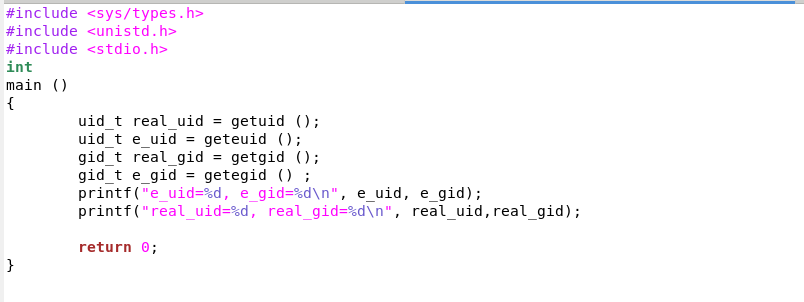 #include <sys/types.h>
#include <unistd.h>
#include <stdio.h>
int
main ()
{
        uid_t real_uid = getuid ();
        uid_t e_uid = geteuid ();
        gid_t real_gid = getgid ();
        gid_t e_gid = getegid () ;
        printf("e_uid=%d, e_gid=%d\n", e_uid, e_gid);
        printf("real_uid=%d, real_gid=%d\n", real_uid,real_gid);

        return 0;
}